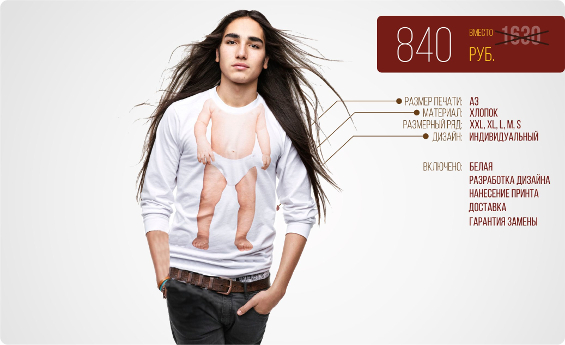 840 ВМЕСТО 1630
РУБ.
РАЗМЕР ПЕЧАТИ: А3
МАТЕРИАЛ: ХЛОПОК
РАЗМЕРНЫЙ РЯД: XXL, XL, L, M, S
ДИЗАЙН: ИНДИВИДУАЛЬНЫЙ
ВКЛЮЧЕНО: БЕЛАЯ
РАЗРАБОТКА ДИЗАЙНА
НАНЕСЕНИЕ ПРИНТА
ДОСТАВКА
ГАРАНТИЯ ЗАМЕНЫ